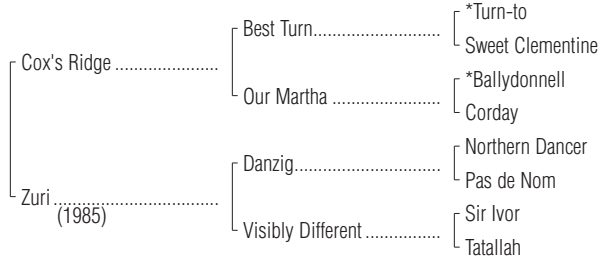 *Turn-to
Best Turn........................
Sweet Clementine
Cox's Ridge ....................
*Ballydonnell
Our Martha .....................
Corday
Northern Dancer
Danzig............................
Pas de Nom
Zuri ................................
(1985)
Sir Ivor
Visibly Different ...............
Tatallah